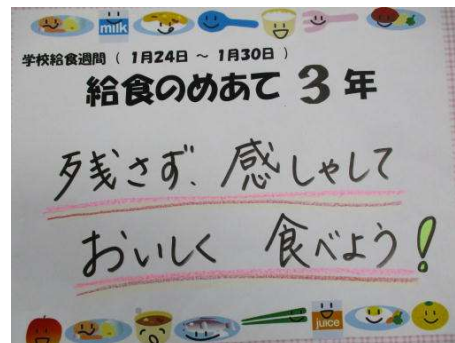 milk
学校給食週間（1月24日 ～ 1月30日）
給食のめあて 3年
残さず、感しゃして
おいしく 食べよう!
juice